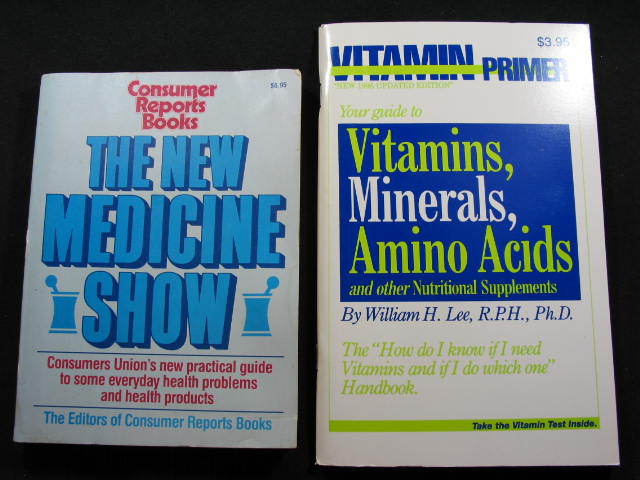 Consumer
Reports
Books
$6.95
THE NEW
MEDICINE
SHOW
Consumers Union's new practical guide
to some everyday health problems
and health products
The Editors of Consumer Reports Books
$3.95
VITAMIN PRIMER
"NEW 1996 UPDATED EDITION"
Your guide to
Vitamins,
Minerals,
Amino Acids
and other Nutritional Supplements
By William H. Lee, R.P.H., Ph.D.
The "How do I know if I need
Vitamins and if I do which one"
Handbook.
Take the Vitamin Test Inside.